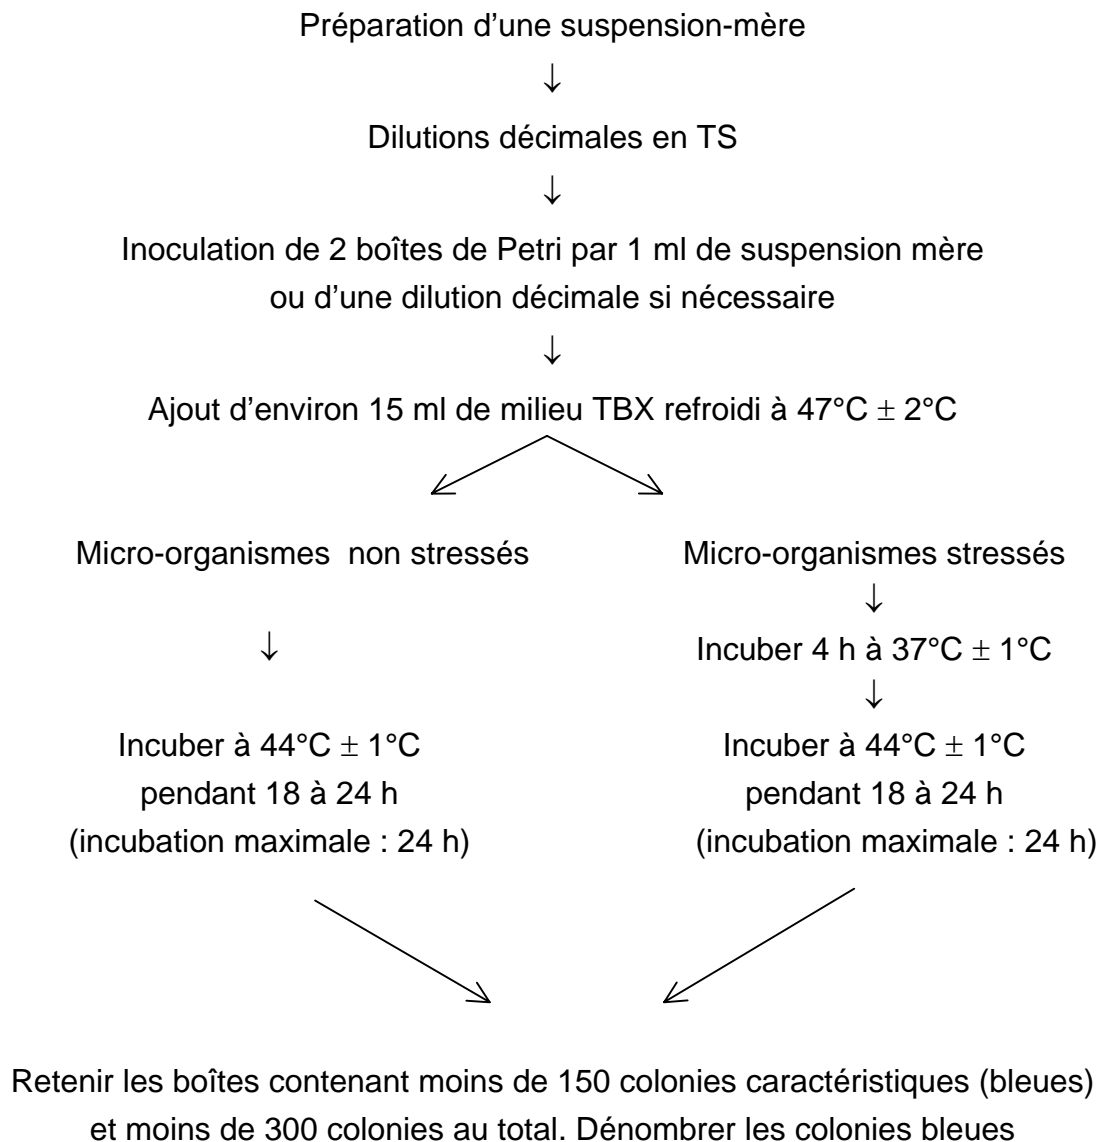 Préparation d'une suspension-mère
↓
Dilutions décimales en TS
↓
Inoculation de 2 boîtes de Petri par 1 ml de suspension mère
ou d'une dilution décimale si nécessaire
↓
Ajout d'environ 15 ml de milieu TBX refroidi à 47°C ± 2°C
Micro-organismes non stressés
↓
Incuber à 44°C ± 1°C
pendant 18 à 24 h
(incubation maximale : 24 h)
Micro-organismes stressés
↓
Incuber 4 h à 37°C ± 1°C
↓
Incuber à 44°C ± 1°C
pendant 18 à 24 h
(incubation maximale : 24 h)
Retenir les boîtes contenant moins de 150 colonies caractéristiques (bleues)
et moins de 300 colonies au total. Dénombrer les colonies bleues